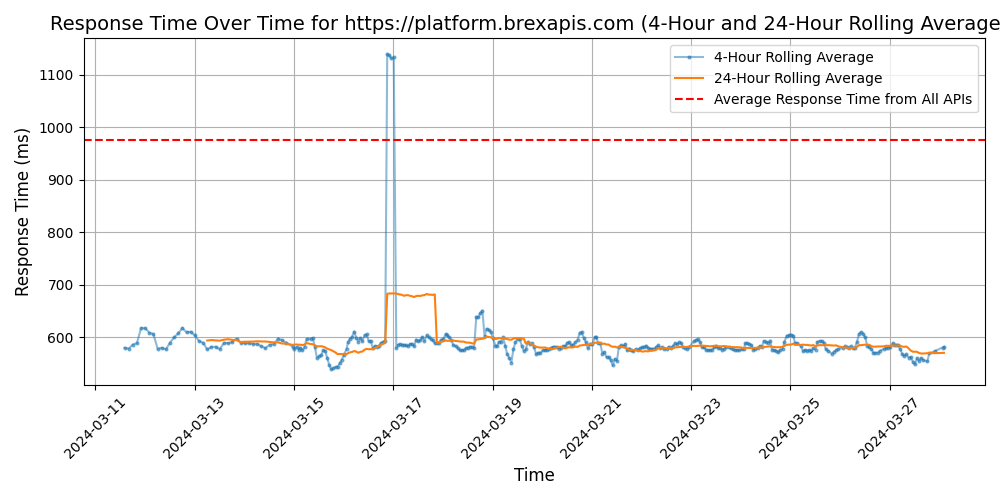 Response Time Over Time for https://platform.brexapis.com (4-Hour and 24-Hour Rolling Average
4-Hour Rolling Average
24-Hour Rolling Average
Average Response Time from All APIs
Response Time (ms)
1100
1000
900
800
700
600
2024-03-11
2024-03-13
2024-03-15
2024-03-17
2024-03-19
2024-03-21
2024-03-23
2024-03-25
2024-03-27
Time